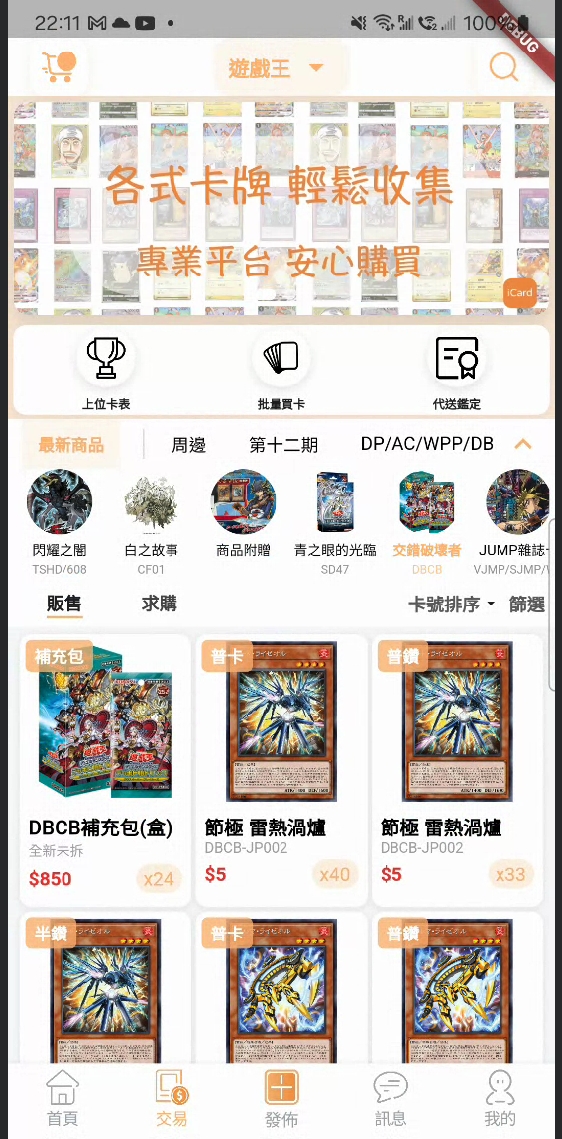 22:11
100%
DEBUG
遊戲王
各式卡牌 輕鬆收集
專業平台 安心購買
iCard
上位卡表
批量買卡
代送鑑定
最新商品 周邊 第十二期 DP/AC/WPP/DB
閃耀之闇 白之故事 商品附贈 青之眼的光臨 交錯破壞者 JUMP雜誌
TSHD/608 CF01 SD47 DBCB VJMP/SJMP/
販售 求購 卡號排序 篩選
補充包 普卡 普鑽
DBCB補充包(盒) 節極 雷熱渦爐 節極 雷熱渦爐
全新未拆 DBCB-JP002 DBCB-JP002
$850 x24 $5 x40 $5 x33
半鑽 普卡 普鑽
首頁 交易 發佈 訊息 我的